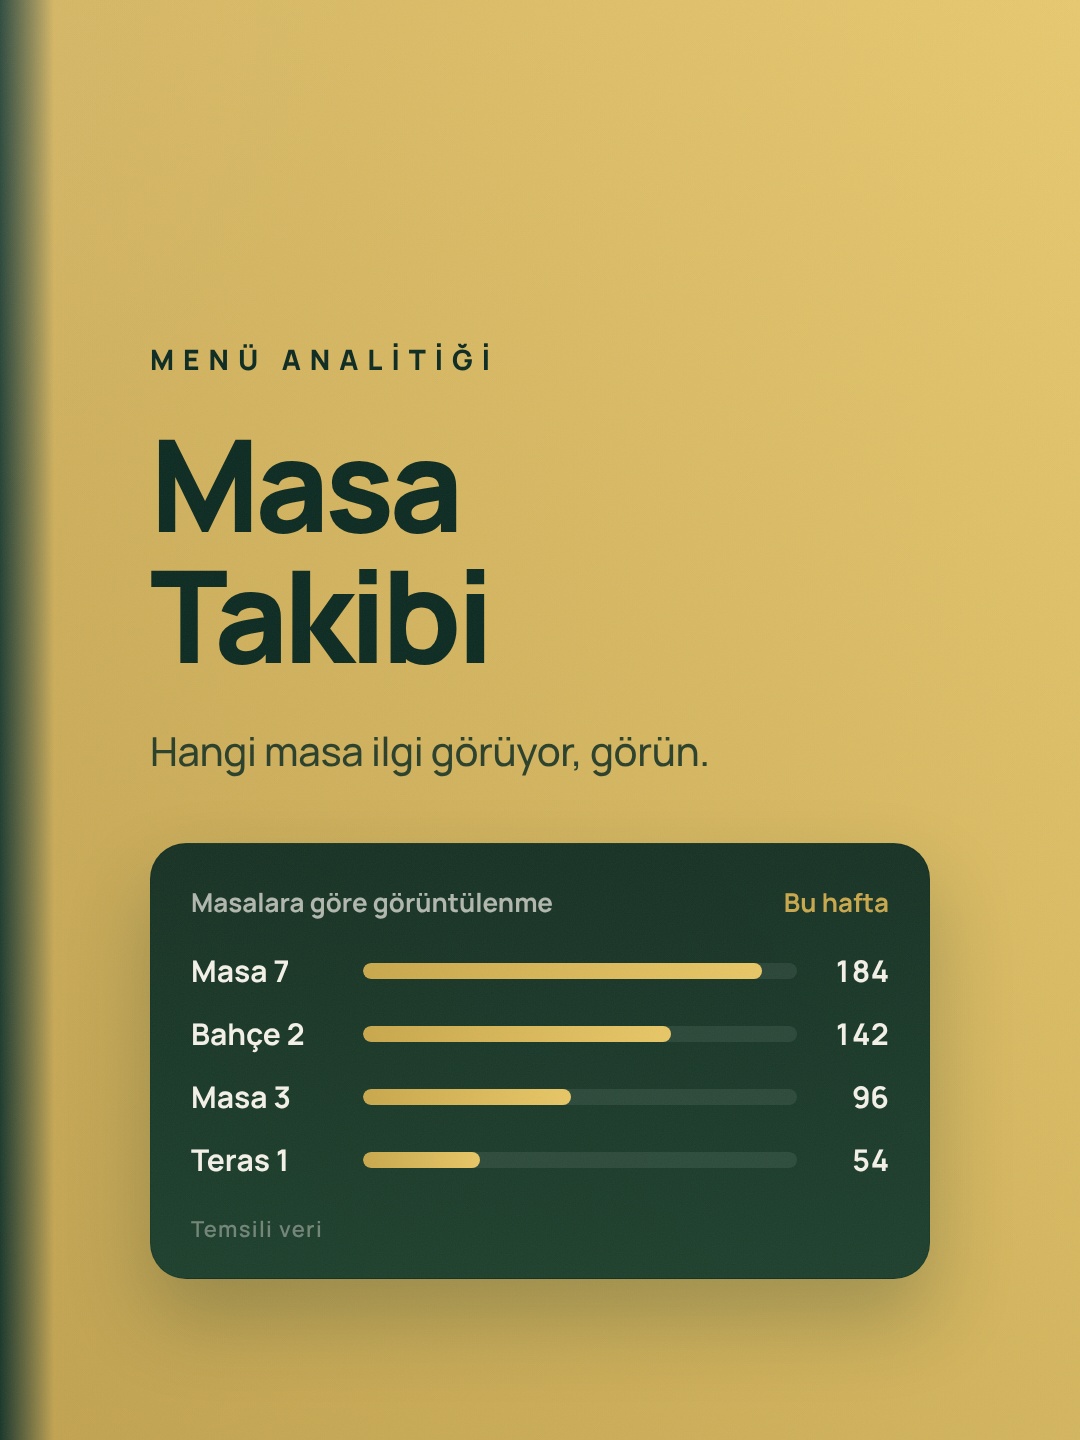 MENÜ ANALİTİĞİ
Masa
Takibi
Hangi masa ilgi görüyor, görün.
Masalara göre görüntülenme Bu hafta
Masa 7 184
Bahçe 2 142
Masa 3 96
Teras 1 54
Temsili veri